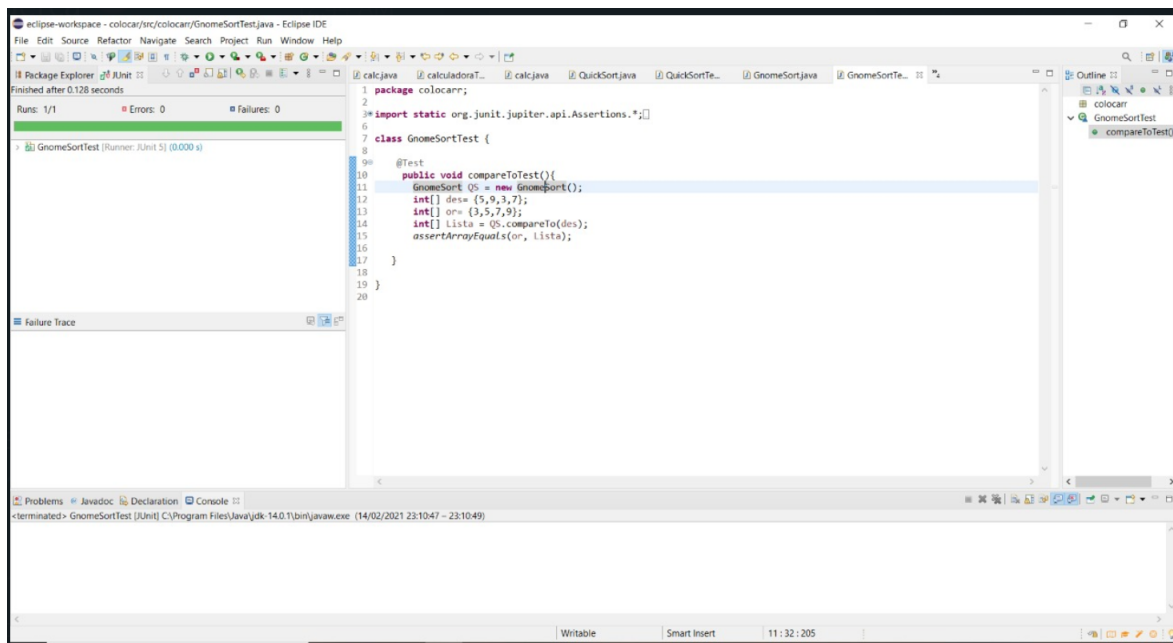 eclipse-workspace - colocar/src/colocarr/GnomeSortTest.java - Eclipse IDE
File Edit Source Refactor Navigate Search Project Run Window Help
Package Explorer JUnit
calc.java calculadoraT... calc.java QuickSort.java QuickSortTe... GnomeSort.java GnomeSortTe...
Outline
Finished after 0.128 seconds
Runs: 1/1 Errors: 0 Failures: 0
GnomeSortTest [Runner: JUnit 5] (0.000 s)
Failure Trace
1 package colocarr;
2
3 import static org.junit.jupiter.api.Assertions.*;
6
7 class GnomeSortTest {
8
9 @Test
10 public void compareToTest(){
11 GnomeSort QS = new GnomeSort();
12 int[] des= {5,9,3,7};
13 int[] or= {3,5,7,9};
14 int[] Lista = QS.compareTo(des);
15 assertArrayEquals(or, Lista);
16
17 }
18
19 }
20
colocarr
GnomeSortTest
compareToTest()
Problems Javadoc Declaration Console
<terminated> GnomeSortTest [JUnit] C:\Program Files\Java\jdk-14.0.1\bin\javaw.exe (14/02/2021 23:10:47 – 23:10:49)
Writable Smart Insert 11 : 32 : 205